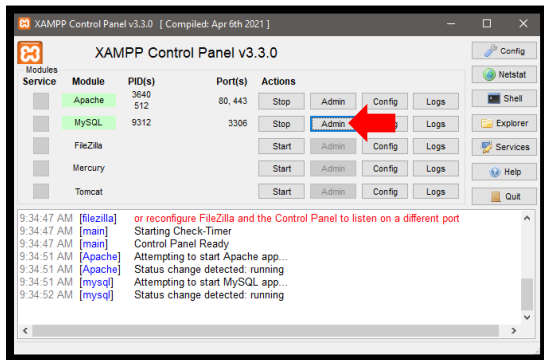 XAMPP Control Panel v3.3.0 [ Compiled: Apr 6th 2021 ]
XAMPP Control Panel v3.3.0
Config
Modules
Service Module PID(s) Port(s) Actions
Netstat
Apache 3640 512 80, 443 Stop Admin Config Logs
Shell
MySQL 9312 3306 Stop Admin Logs
Explorer
FileZilla Start Admin Config Logs
Services
Mercury Start Admin Config Logs
Help
Tomcat Start Admin Config Logs
Quit
9:34:47 AM [filezilla] or reconfigure FileZilla and the Control Panel to listen on a different port
9:34:47 AM [main] Starting Check-Timer
9:34:47 AM [main] Control Panel Ready
9:34:51 AM [Apache] Attempting to start Apache app...
9:34:51 AM [Apache] Status change detected: running
9:34:51 AM [mysql] Attempting to start MySQL app...
9:34:52 AM [mysql] Status change detected: running